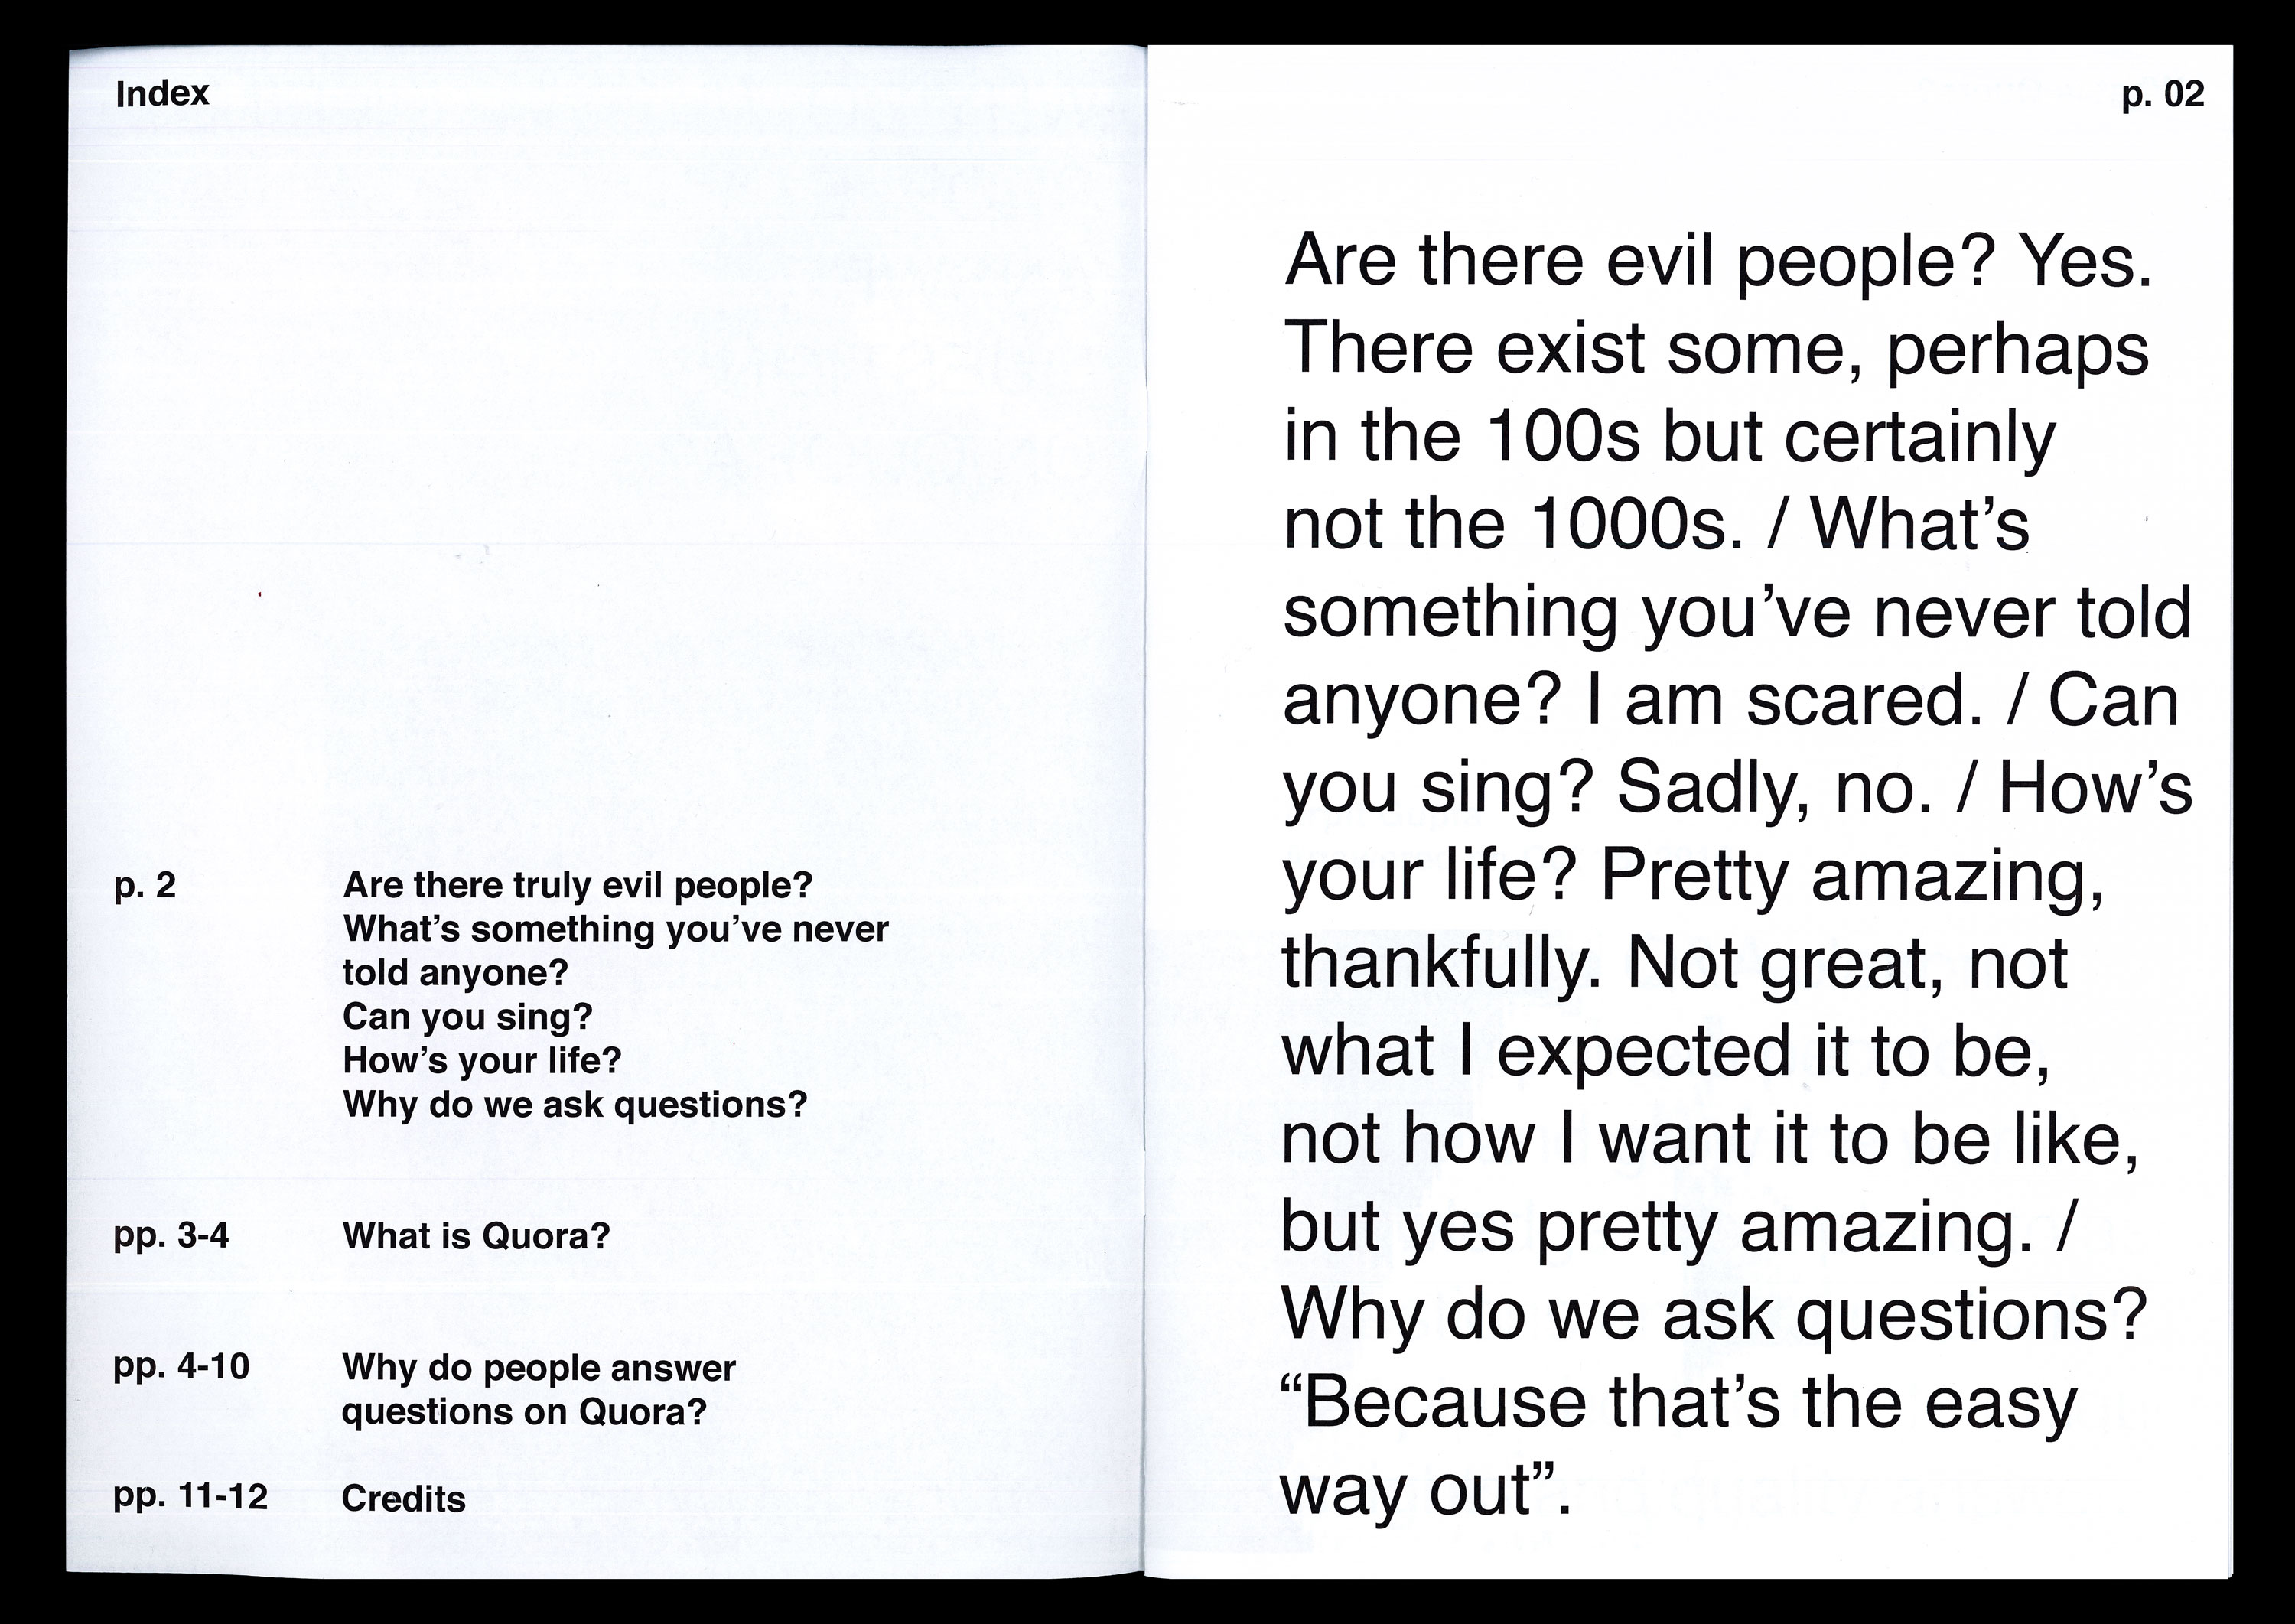 Index
p. 2
Are there truly evil people?
What’s something you’ve never
told anyone?
Can you sing?
How’s your life?
Why do we ask questions?
pp. 3-4
What is Quora?
pp. 4-10
Why do people answer
questions on Quora?
pp. 11-12
Credits
p. 02
Are there evil people? Yes.
There exist some, perhaps
in the 100s but certainly
not the 1000s. / What’s
something you’ve never told
anyone? I am scared. / Can
you sing? Sadly, no. / How’s
your life? Pretty amazing,
thankfully. Not great, not
what I expected it to be,
not how I want it to be like,
but yes pretty amazing. /
Why do we ask questions?
“Because that’s the easy
way out”.